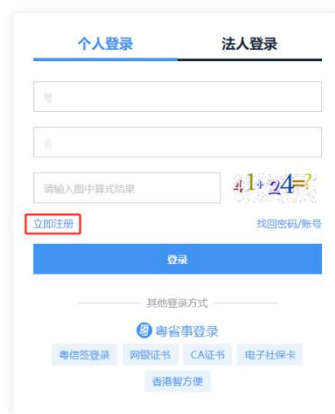 个人登录 法人登录
请输入图中算式结果 41+24=?
立即注册 找回密码/账号
登录
其他登录方式
粤省事登录
粤信签登录 网银证书 CA证书 电子社保卡
香港智方便